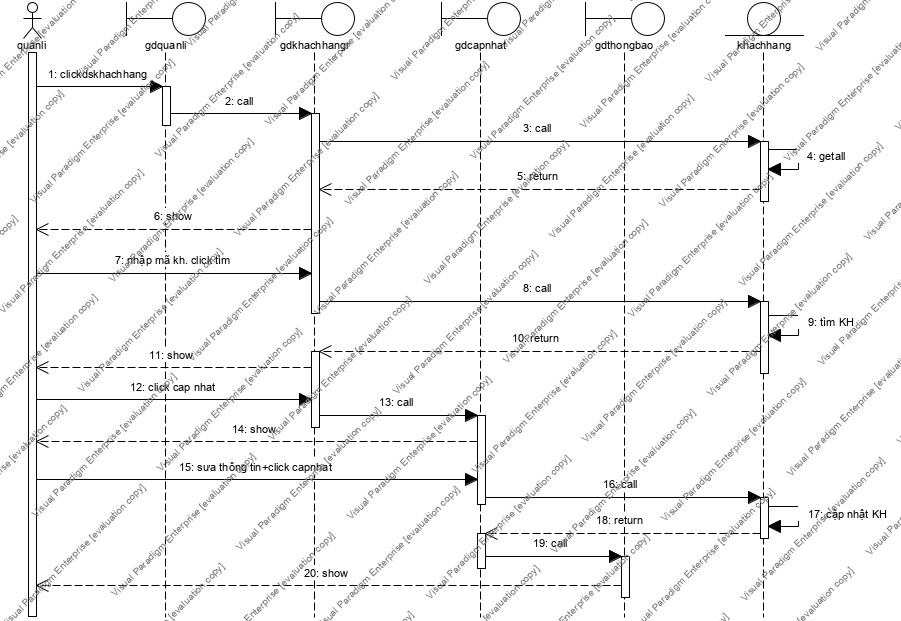 quanli
gdquanli
gdkhachhang
gdcapnhat
gdthongbao
khachhang
1: clickdskhachhang
2: call
3: call
4: getall
5: return
6: show
7: nhập mã kh. click tìm
8: call
9: tìm KH
10: return
11: show
12: click cap nhat
13: call
14: show
15: sưa thông tin+click capnhat
16: call
17: cập nhật KH
18: return
19: call
20: show
Visual Paradigm Enterprise [evaluation copy]